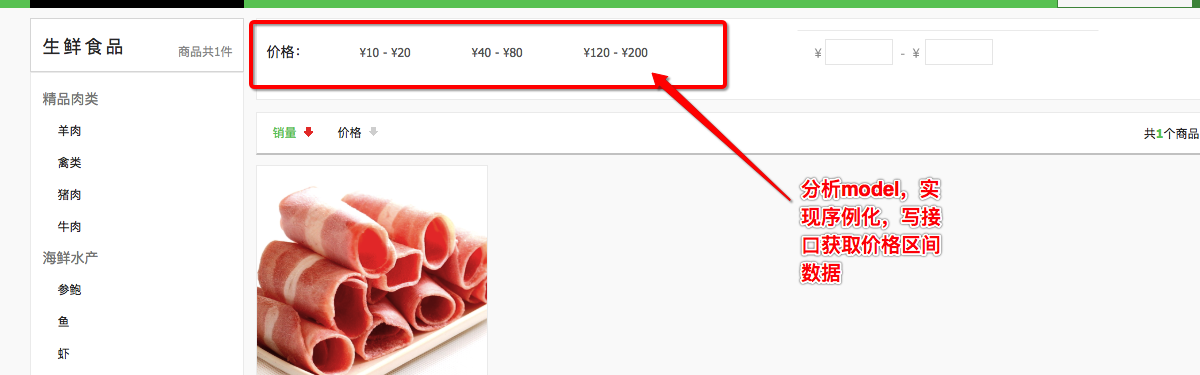 生鲜食品 商品共1件
精品肉类
羊肉
禽类
猪肉
牛肉
海鲜水产
参鲍
鱼
虾
价格： ¥10 - ¥20 ¥40 - ¥80 ¥120 - ¥200 ¥ - ¥
销量 价格 共1个商品
分析model，实
现序例化，写接
口获取价格区间
数据